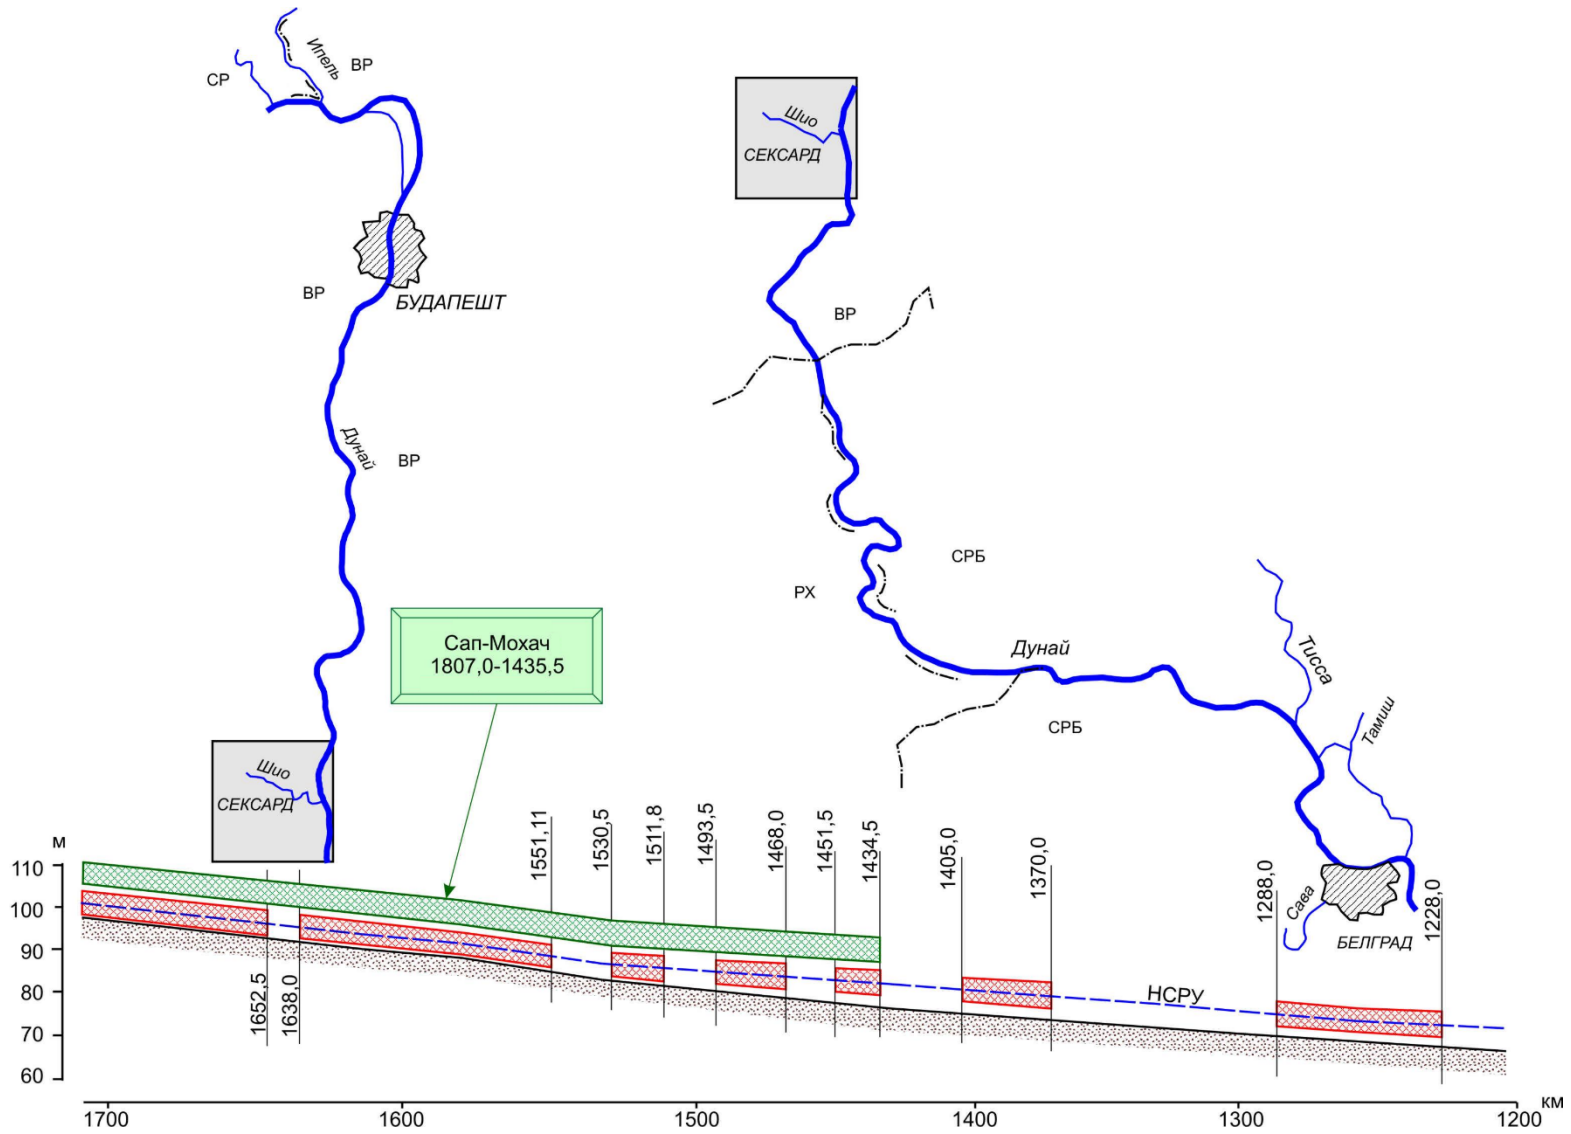 Ипель
ВР
СР
БУДАПЕШТ
ВР
Дунай
ВР
Шио
СЕКСАРД
Сап-Мохач
1807,0-1435,5
Шио
СЕКСАРД
ВР
СРБ
РХ
Дунай
СРБ
Тисса
Тамиш
Сава
БЕЛГРАД
м
110
100
90
80
70
60
1652,5
1638,0
1551,11
1530,5
1511,8
1493,5
1468,0
1451,5
1434,5
1405,0
1370,0
1288,0
1228,0
НСРУ
1700
1600
1500
1400
1300
1200
км